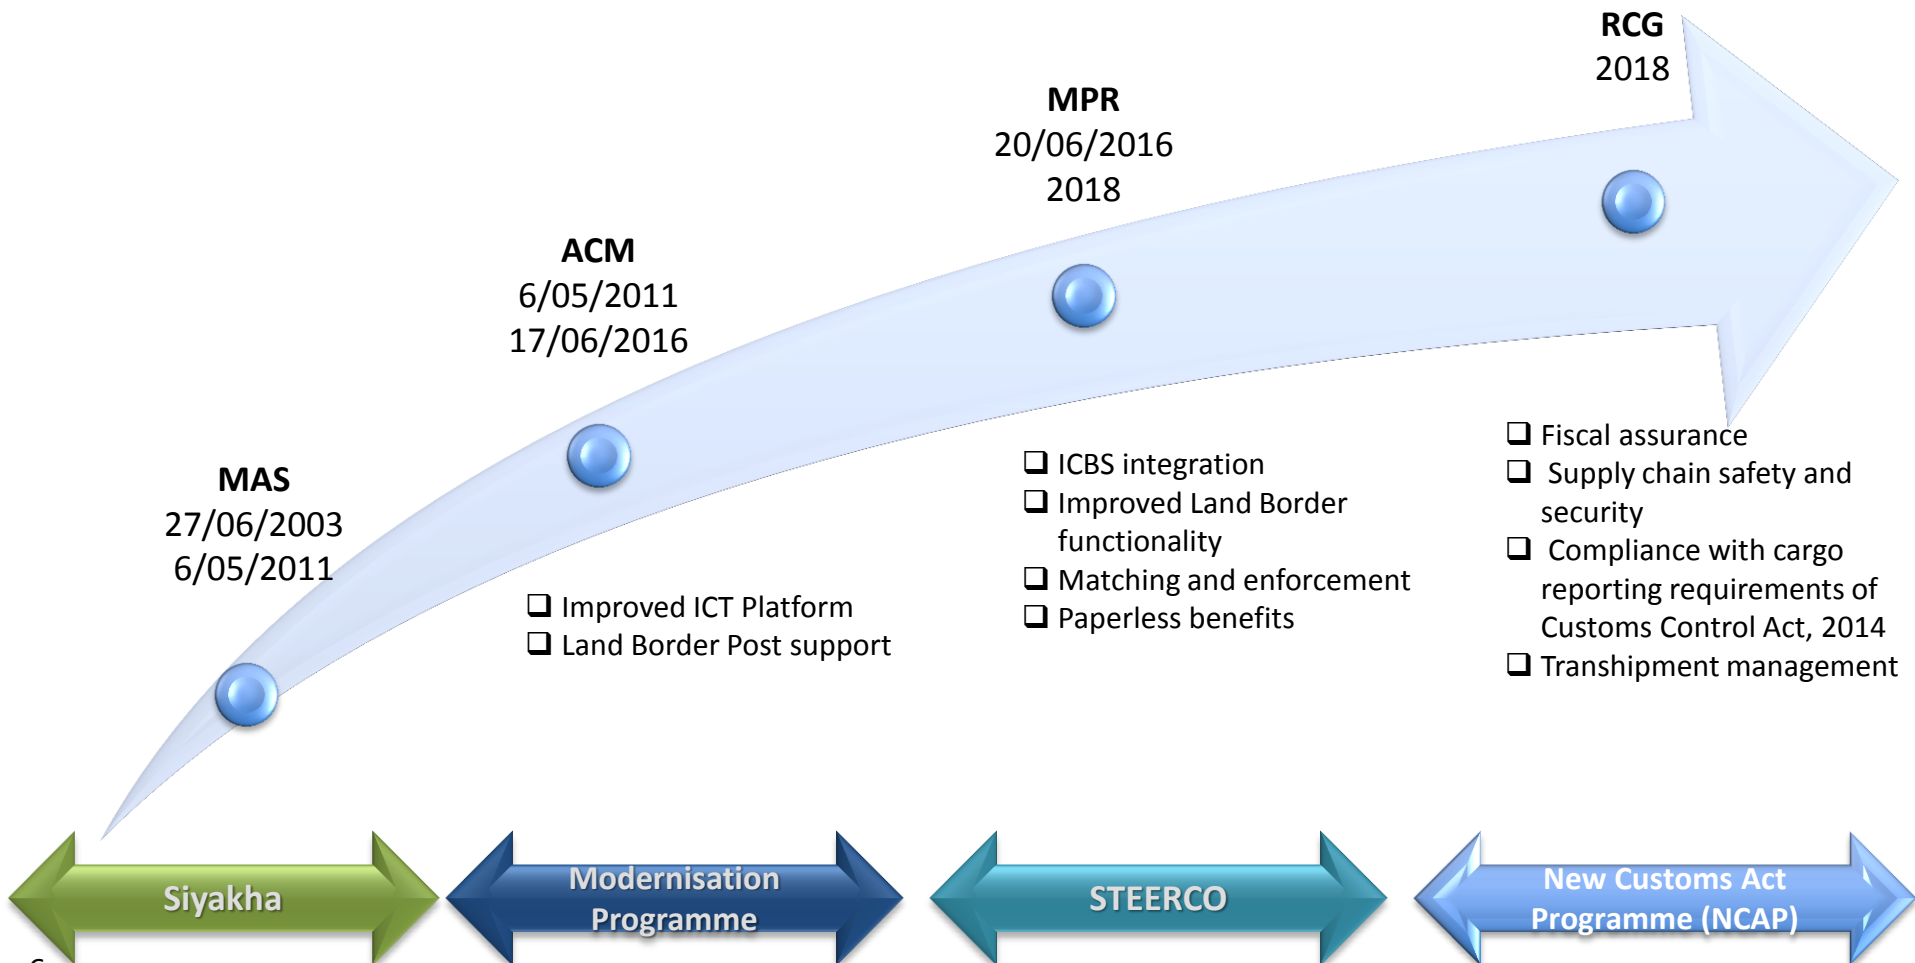 RCG
2018
MPR
20/06/2016
2018
ACM
6/05/2011
17/06/2016
MAS
27/06/2003
6/05/2011
❑ Improved ICT Platform
❑ Land Border Post support
❑ ICBS integration
❑ Improved Land Border
functionality
❑ Matching and enforcement
❑ Paperless benefits
❑ Fiscal assurance
❑ Supply chain safety and
security
❑ Compliance with cargo
reporting requirements of
Customs Control Act, 2014
❑ Transhipment management
Siyakha
Modernisation
Programme
STEERCO
New Customs Act
Programme (NCAP)